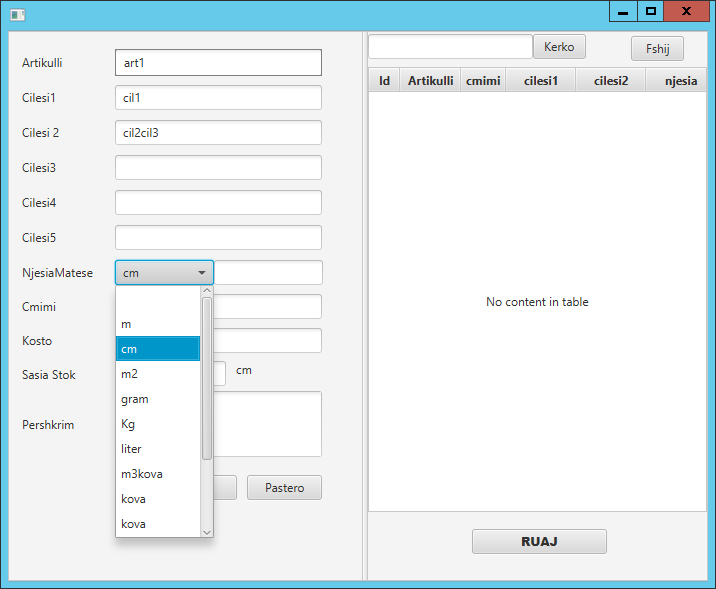 Artikulli art1
Cilesi1 cil1
Cilesi 2 cil2cil3
Cilesi3
Cilesi4
Cilesi5
NjesiaMatese cm
Cmimi
Kosto
Sasia Stok cm
Pershkrim
m
cm
m2
gram
Kg
liter
m3kova
kova
kova
Pastero
Kerko Fshij
Id Artikulli cmimi cilesi1 cilesi2 njesia
No content in table
RUAJ